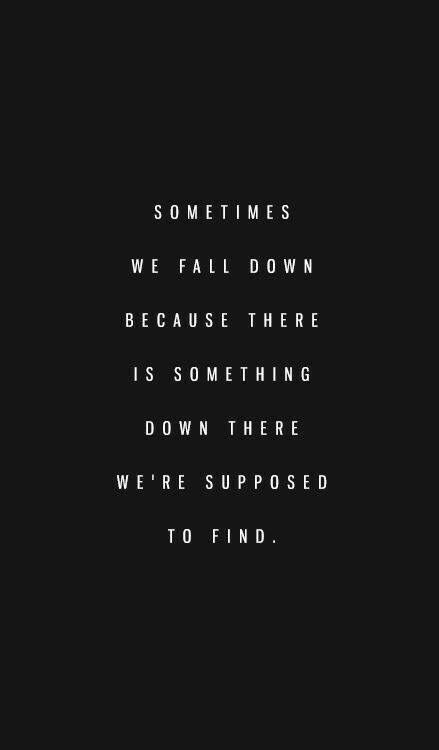 SOMETIMES
WE FALL DOWN
BECAUSE THERE
IS SOMETHING
DOWN THERE
WE'RE SUPPOSED
TO FIND.